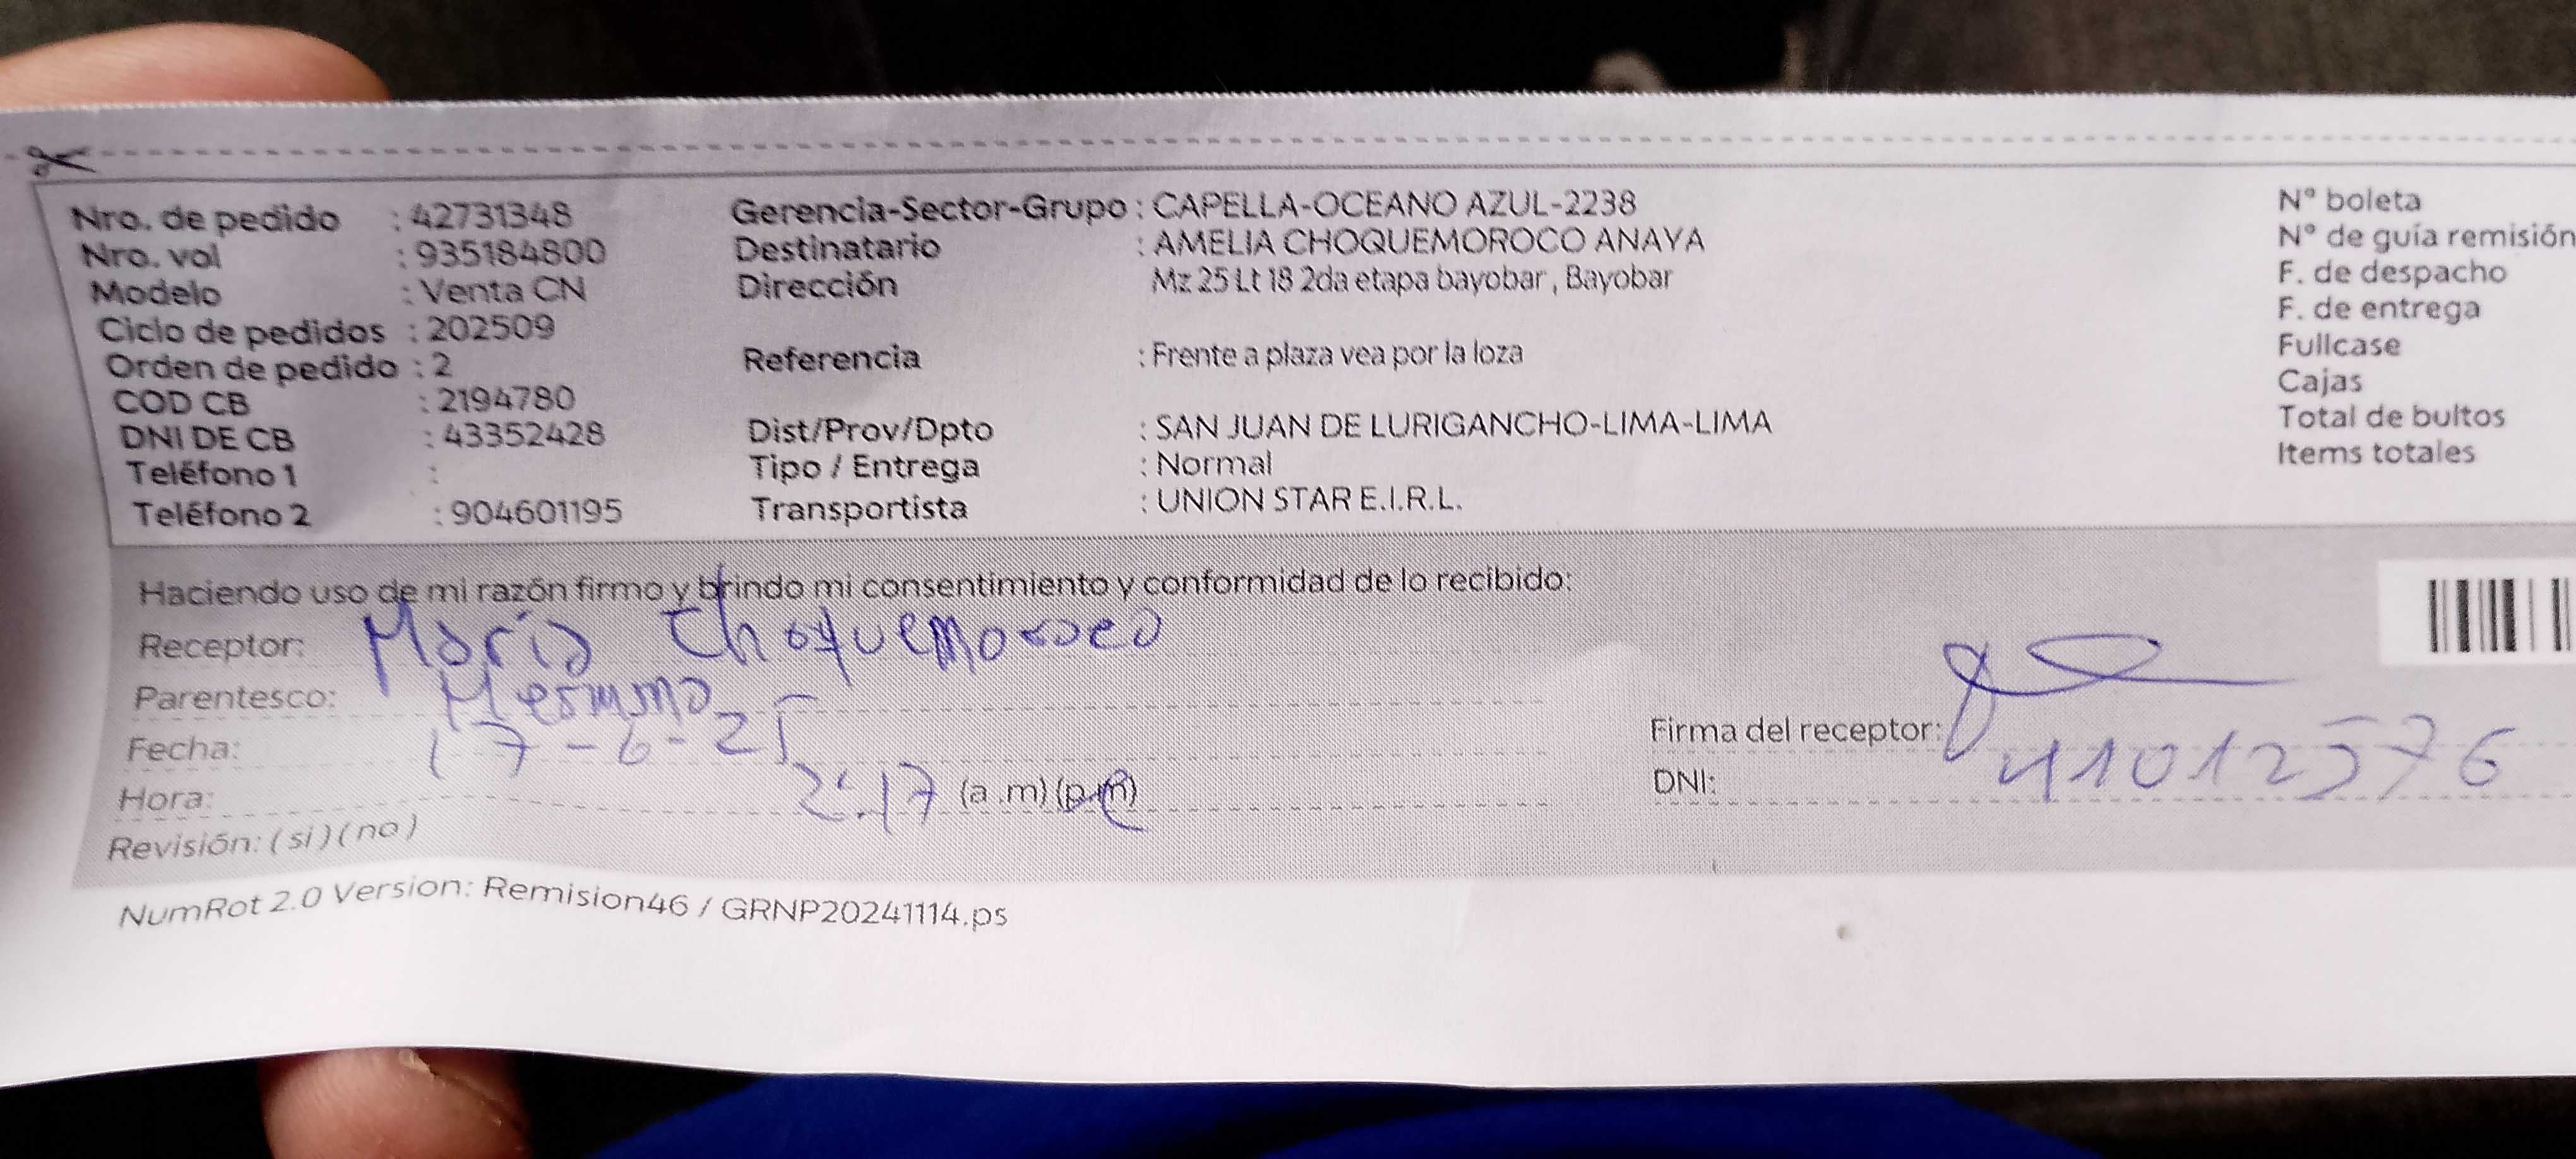 Nro. de pedido : 42731348
Nro. vol : 935184800
Modelo : Venta CN
Ciclo de pedidos : 202509
Orden de pedido : 2
COD CB : 2194780
DNI DE CB : 43352428
Teléfono 1 :
Teléfono 2 : 904601195
Gerencia-Sector-Grupo : CAPELLA-OCEANO AZUL-2238
Destinatario : AMELIA CHOQUEMOROCO ANAYA
Dirección Mz 25 Lt 18 2da etapa bayobar , Bayobar
Referencia : Frente a plaza vea por la loza
Dist/Prov/Dpto : SAN JUAN DE LURIGANCHO-LIMA-LIMA
Tipo / Entrega : Normal
Transportista : UNION STAR E.I.R.L.
N° boleta
N° de guía remisión
F. de despacho
F. de entrega
Fullcase
Cajas
Total de bultos
Items totales
Haciendo uso de mi razón firmo y brindo mi consentimiento y conformidad de lo recibido:
Receptor: María Choquemoroco
Parentesco: Hermana
Fecha: 17-6-25
Hora: 2:17 (a .m) (p.m)
Revisión: ( si ) ( no )
Firma del receptor:
DNI: 41012576
NumRot 2.0 Version: Remision46 / GRNP20241114.ps